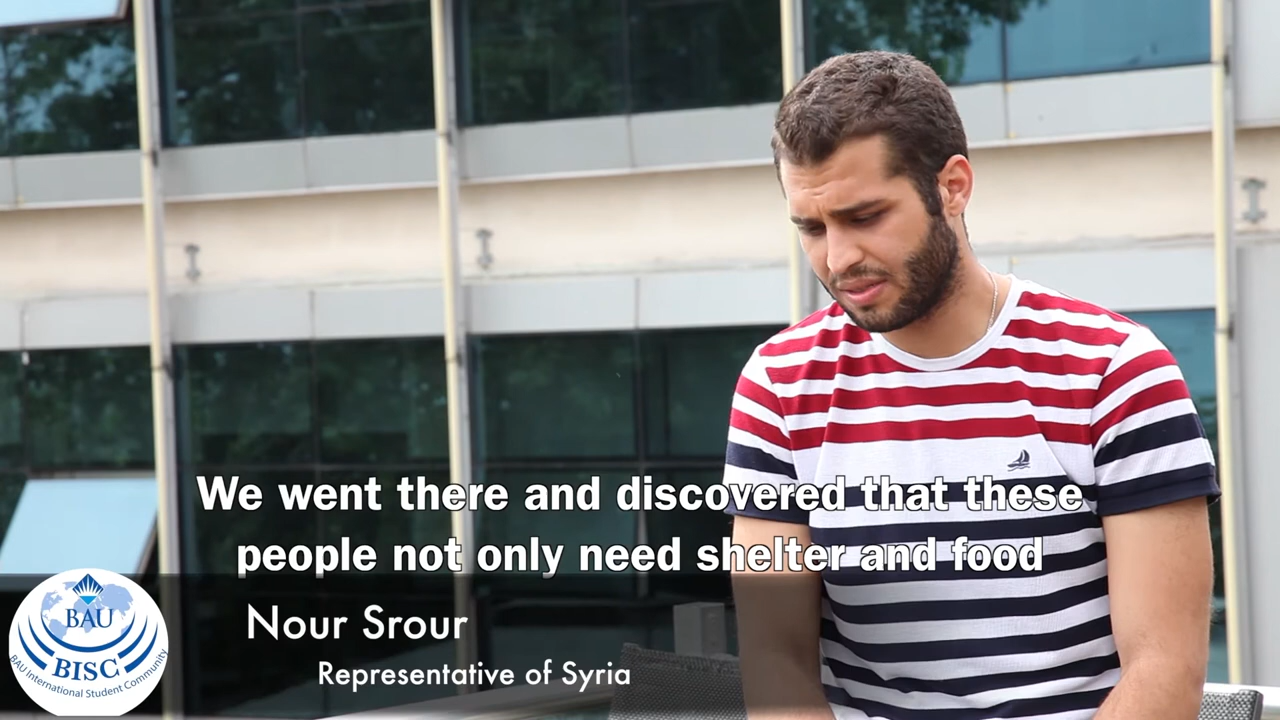 We went there and discovered that these
people not only need shelter and food
Nour Srour
Representative of Syria
BAU
BISC
BAU International Student Community